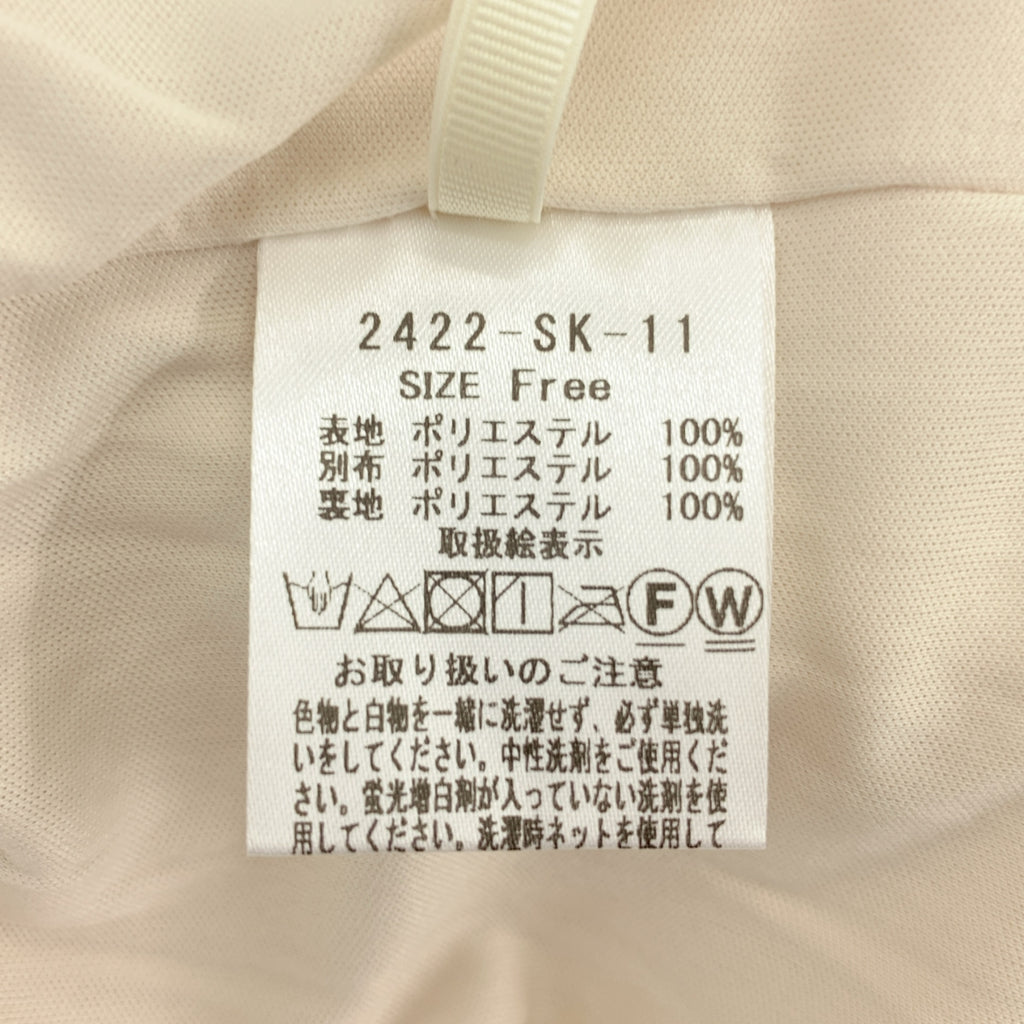 2422-SK-11
SIZE Free
表地 ポリエステル 100%
別布 ポリエステル 100%
裏地 ポリエステル 100%
取扱絵表示
F W
お取り扱いのご注意
色物と白物を一緒に洗濯せず、必ず単独洗
いをしてください。中性洗剤をご使用くだ
さい。蛍光増白剤が入っていない洗剤を使
用してください。洗濯時ネットを使用して